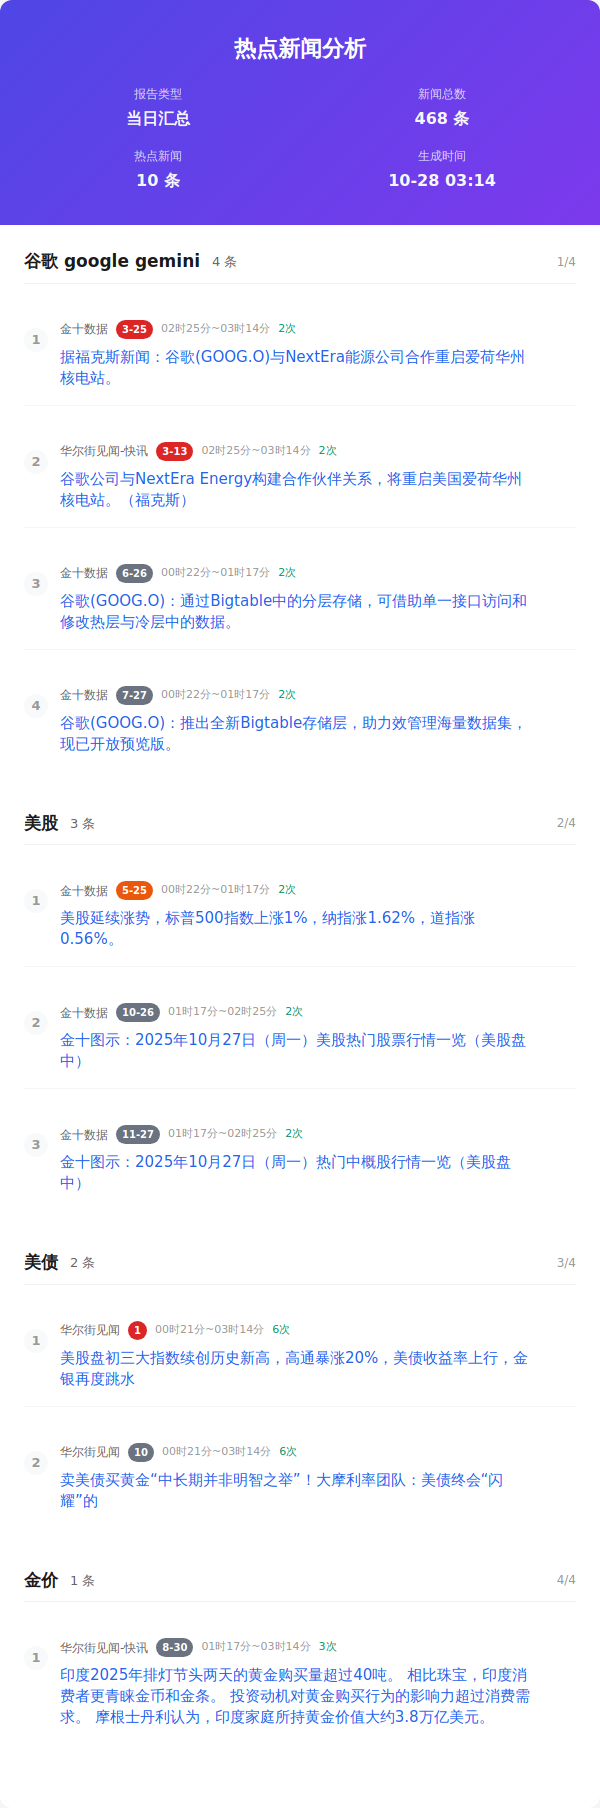 热点新闻分析
报告类型
新闻总数
当日汇总
468 条
热点新闻
生成时间
10 条
10-28 03:14
谷歌 google gemini 4 条 1/4
1
金十数据 3-25 02时25分~03时14分 2次
据福克斯新闻：谷歌(GOOG.O)与NextEra能源公司合作重启爱荷华州
核电站。
2
华尔街见闻-快讯 3-13 02时25分~03时14分 2次
谷歌公司与NextEra Energy构建合作伙伴关系，将重启美国爱荷华州
核电站。（福克斯）
3
金十数据 6-26 00时22分~01时17分 2次
谷歌(GOOG.O)：通过Bigtable中的分层存储，可借助单一接口访问和
修改热层与冷层中的数据。
4
金十数据 7-27 00时22分~01时17分 2次
谷歌(GOOG.O)：推出全新Bigtable存储层，助力效管理海量数据集，
现已开放预览版。
美股 3 条 2/4
1
金十数据 5-25 00时22分~01时17分 2次
美股延续涨势，标普500指数上涨1%，纳指涨1.62%，道指涨
0.56%。
2
金十数据 10-26 01时17分~02时25分 2次
金十图示：2025年10月27日（周一）美股热门股票行情一览（美股盘
中）
3
金十数据 11-27 01时17分~02时25分 2次
金十图示：2025年10月27日（周一）热门中概股行情一览（美股盘
中）
美债 2 条 3/4
1
华尔街见闻 1 00时21分~03时14分 6次
美股盘初三大指数续创历史新高，高通暴涨20%，美债收益率上行，金
银再度跳水
2
华尔街见闻 10 00时21分~03时14分 6次
卖美债买黄金“中长期并非明智之举”！大摩利率团队：美债终会“闪
耀”的
金价 1 条 4/4
1
华尔街见闻-快讯 8-30 01时17分~03时14分 3次
印度2025年排灯节头两天的黄金购买量超过40吨。 相比珠宝，印度消
费者更青睐金币和金条。 投资动机对黄金购买行为的影响力超过消费需
求。 摩根士丹利认为，印度家庭所持黄金价值大约3.8万亿美元。